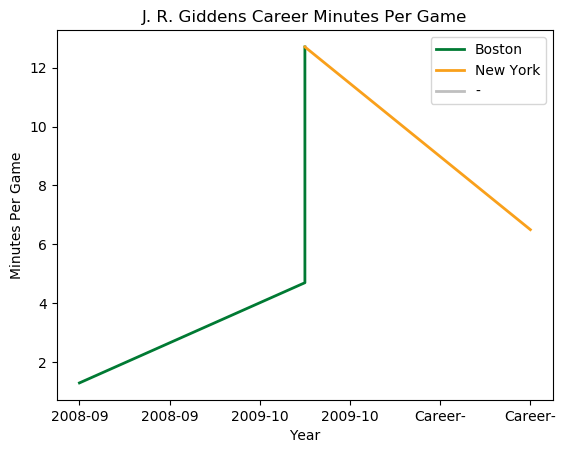 J. R. Giddens Career Minutes Per Game
Boston
New York
-
12
10
8
6
4
2
Minutes Per Game
2008-09 2008-09 2009-10 2009-10 Career- Career-
Year